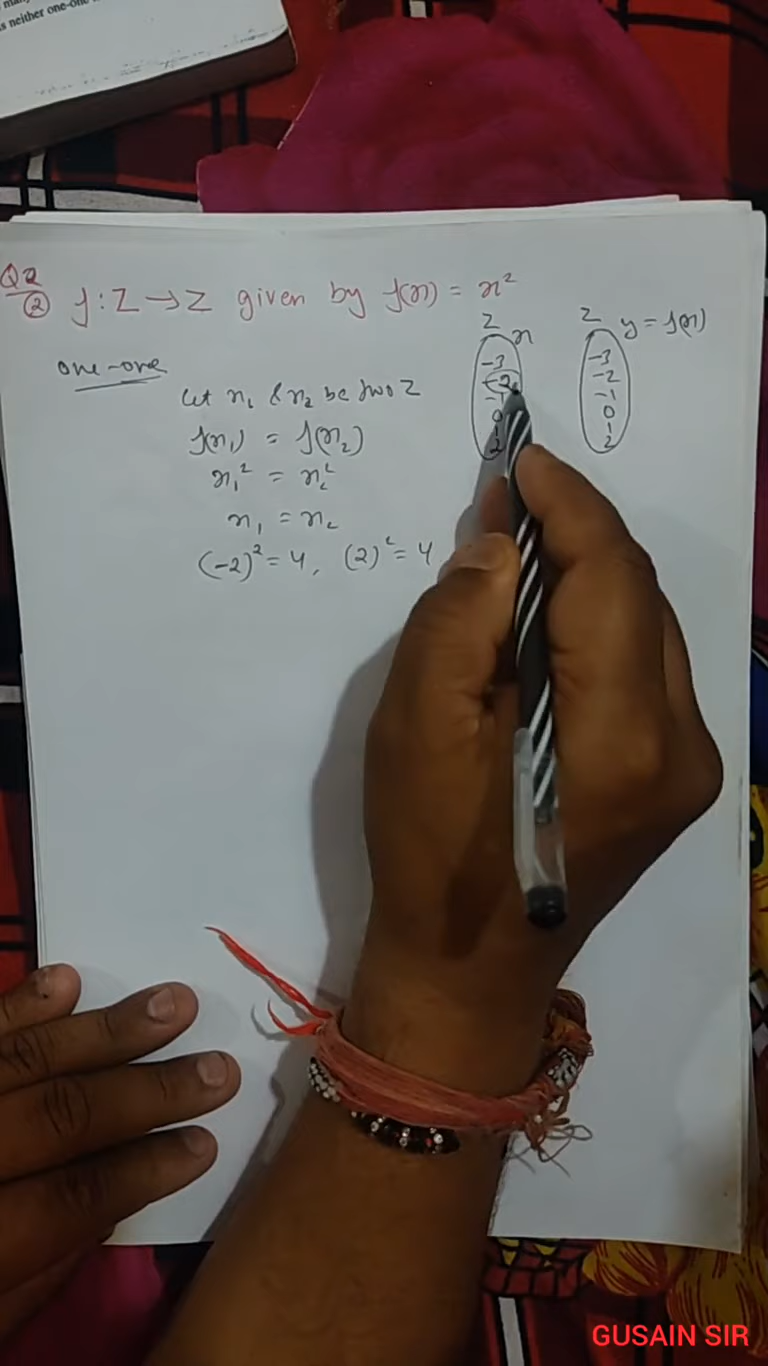 many
s neither one-one
Q2
② f : Z → Z given by f(x) = x²
one-one
Z x
-3
-2
-1
0
1
2
Z y = f(x)
-3
-2
-1
0
1
2
Let x₁ & x₂ be two Z
f(x₁) = f(x₂)
x₁² = x₂²
x₁ = x₂
(-2)² = 4, (2)² = 4
GUSAIN SIR